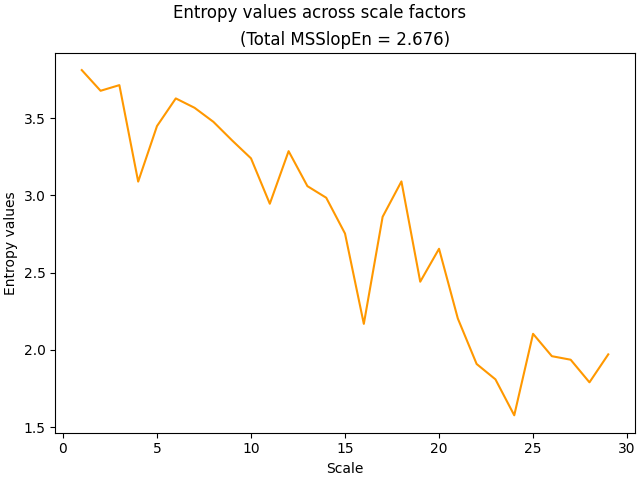 Entropy values across scale factors
(Total MSSlopEn = 2.676)
Entropy values
3.5
3.0
2.5
2.0
1.5
0 5 10 15 20 25 30
Scale